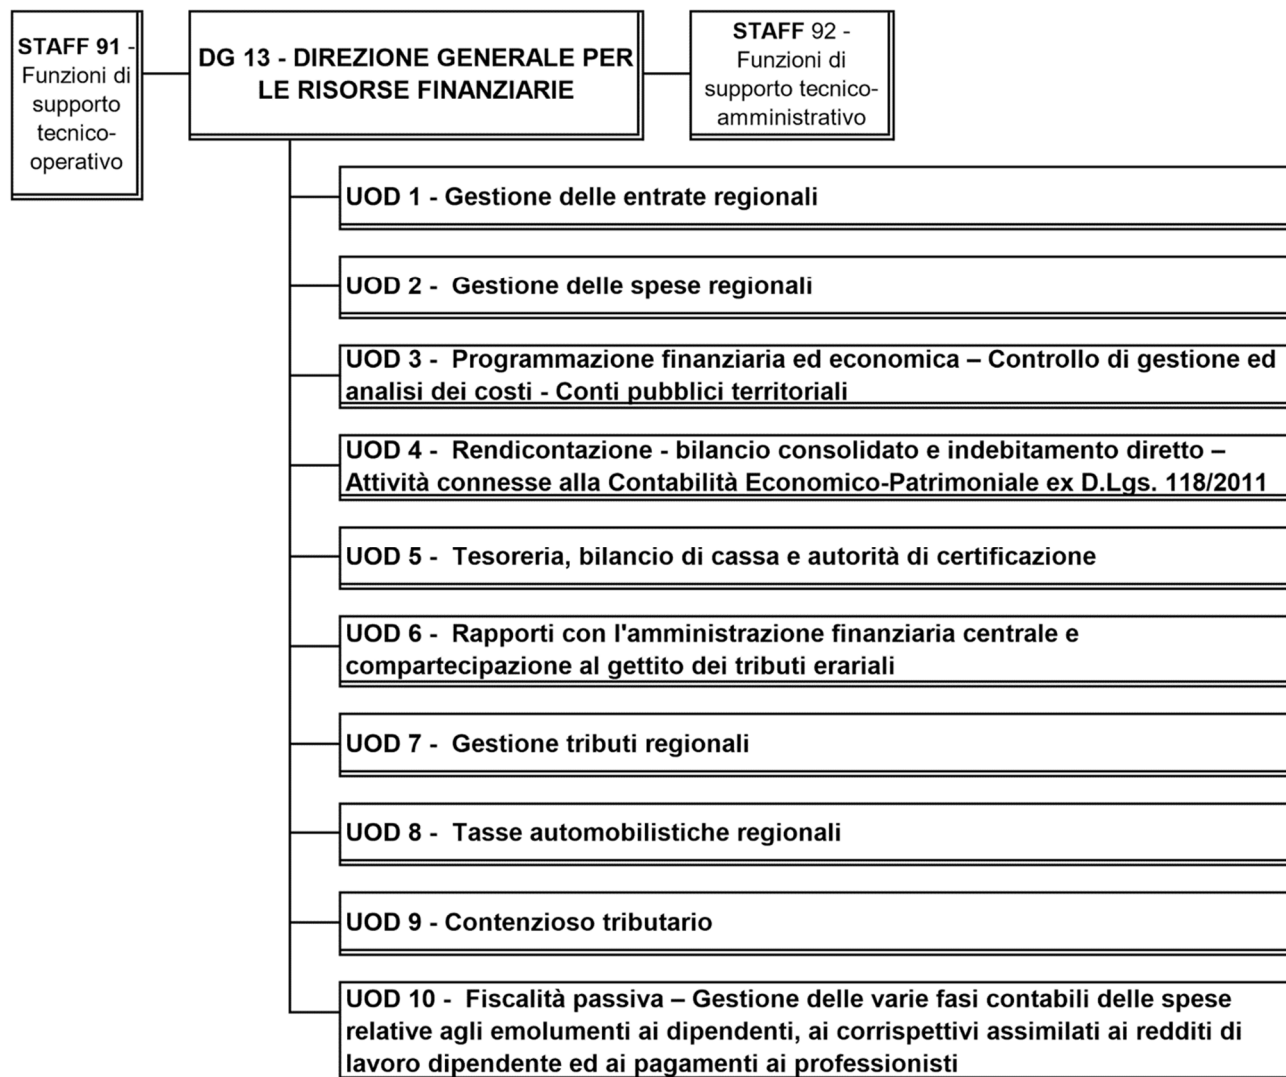 STAFF 91 -
Funzioni di
supporto
tecnico-
operativo
DG 13 - DIREZIONE GENERALE PER
LE RISORSE FINANZIARIE
STAFF 92 -
Funzioni di
supporto tecnico-
amministrativo
UOD 1 - Gestione delle entrate regionali
UOD 2 - Gestione delle spese regionali
UOD 3 - Programmazione finanziaria ed economica – Controllo di gestione ed
analisi dei costi - Conti pubblici territoriali
UOD 4 - Rendicontazione - bilancio consolidato e indebitamento diretto –
Attività connesse alla Contabilità Economico-Patrimoniale ex D.Lgs. 118/2011
UOD 5 - Tesoreria, bilancio di cassa e autorità di certificazione
UOD 6 - Rapporti con l'amministrazione finanziaria centrale e
compartecipazione al gettito dei tributi erariali
UOD 7 - Gestione tributi regionali
UOD 8 - Tasse automobilistiche regionali
UOD 9 - Contenzioso tributario
UOD 10 - Fiscalità passiva – Gestione delle varie fasi contabili delle spese
relative agli emolumenti ai dipendenti, ai corrispettivi assimilati ai redditi di
lavoro dipendente ed ai pagamenti ai professionisti